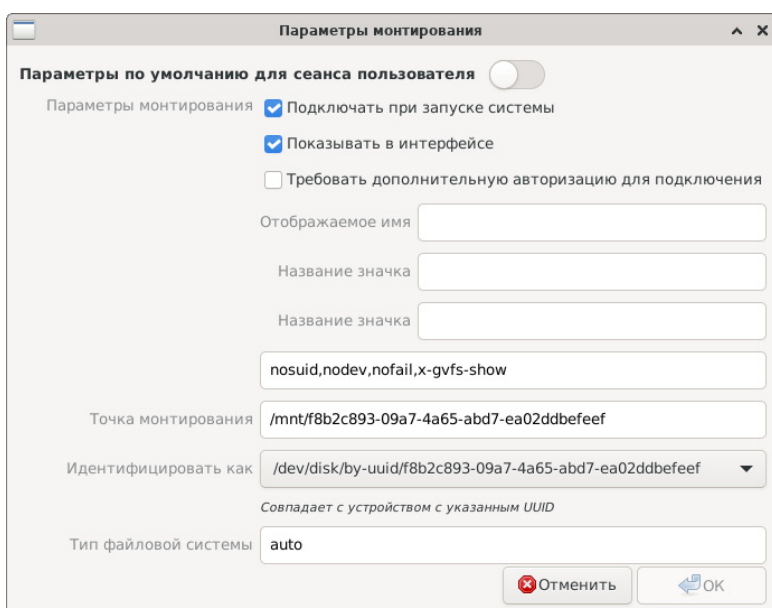 Параметры монтирования
Параметры по умолчанию для сеанса пользователя
Параметры монтирования Подключать при запуске системы
Показывать в интерфейсе
Требовать дополнительную авторизацию для подключения
Отображаемое имя
Название значка
Название значка
nosuid,nodev,nofail,x-gvfs-show
Точка монтирования /mnt/f8b2c893-09a7-4a65-abd7-ea02ddbefeef
Идентифицировать как /dev/disk/by-uuid/f8b2c893-09a7-4a65-abd7-ea02ddbefeef
Совпадает с устройством с указанным UUID
Тип файловой системы auto
Отменить ОК